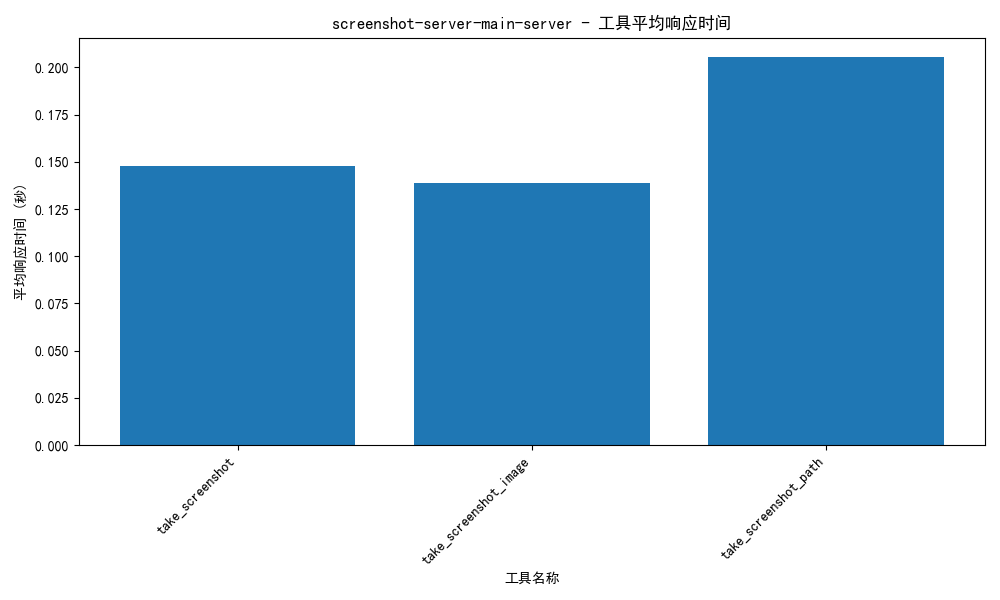 screenshot-server-main-server - 工具平均响应时间
平均响应时间 (秒)
0.200
0.175
0.150
0.125
0.100
0.075
0.050
0.025
0.000
take_screenshot
take_screenshot_image
take_screenshot_path
工具名称